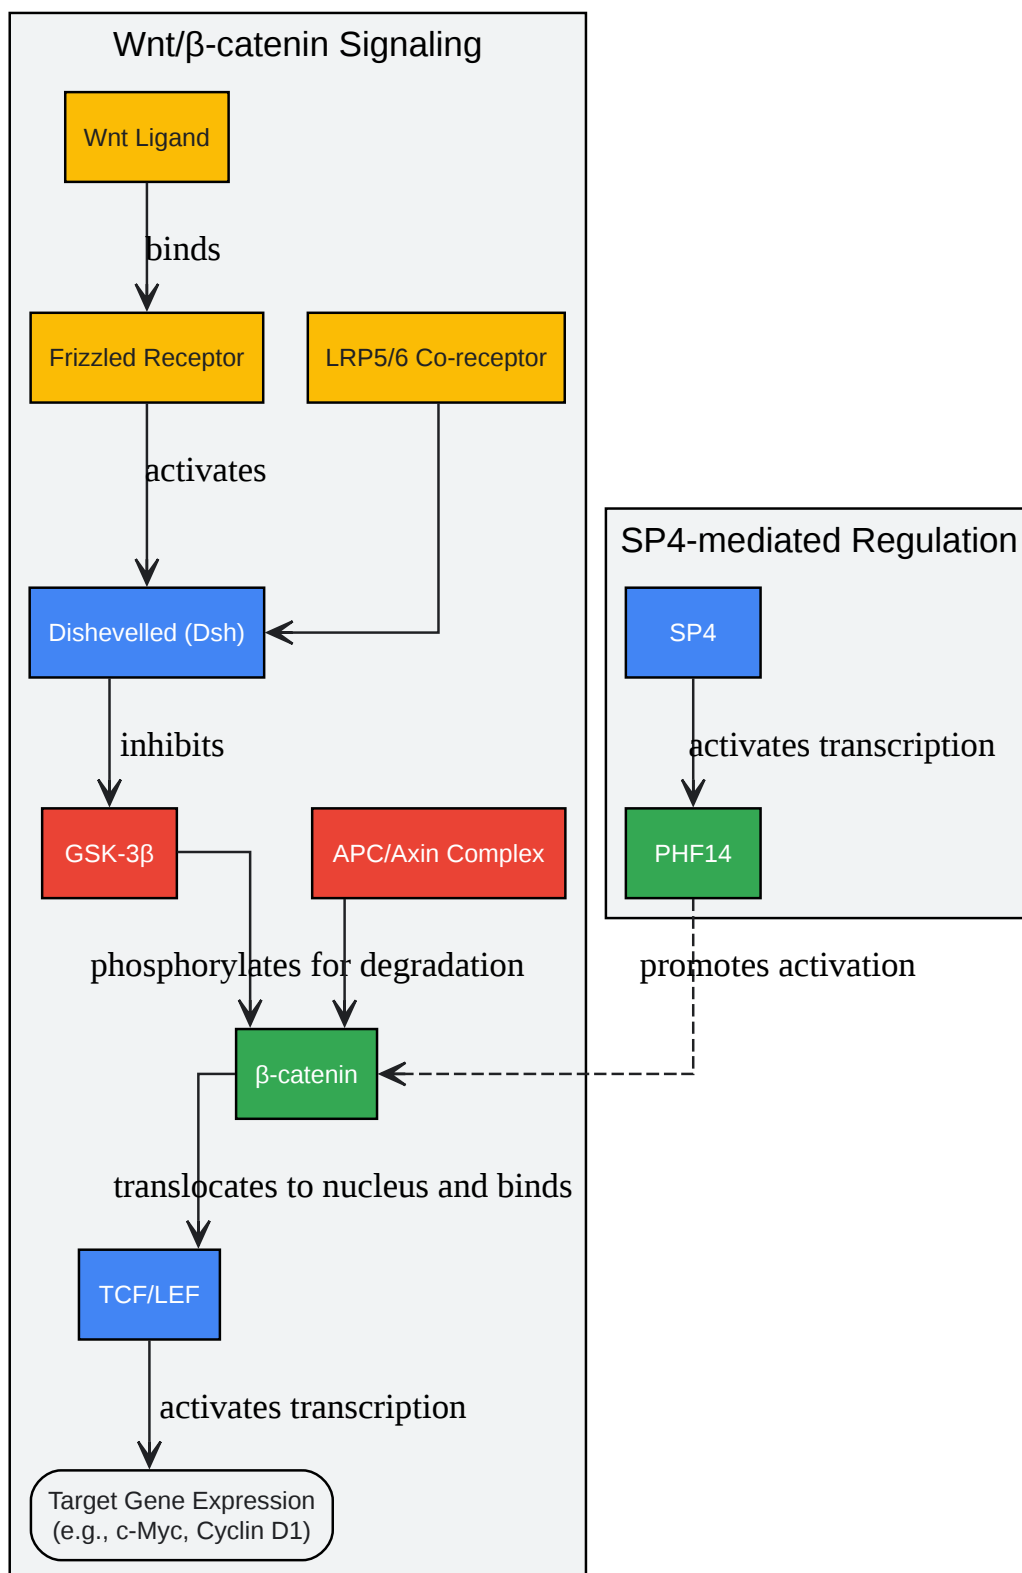 Wnt/β-catenin Signaling
Wnt Ligand
binds
Frizzled Receptor
LRP5/6 Co-receptor
activates
SP4-mediated Regulation
Dishevelled (Dsh)
SP4
inhibits
activates transcription
GSK-3β
APC/Axin Complex
PHF14
phosphorylates for degradation
promotes activation
β-catenin
translocates to nucleus and binds
TCF/LEF
activates transcription
Target Gene Expression
(e.g., c-Myc, Cyclin D1)